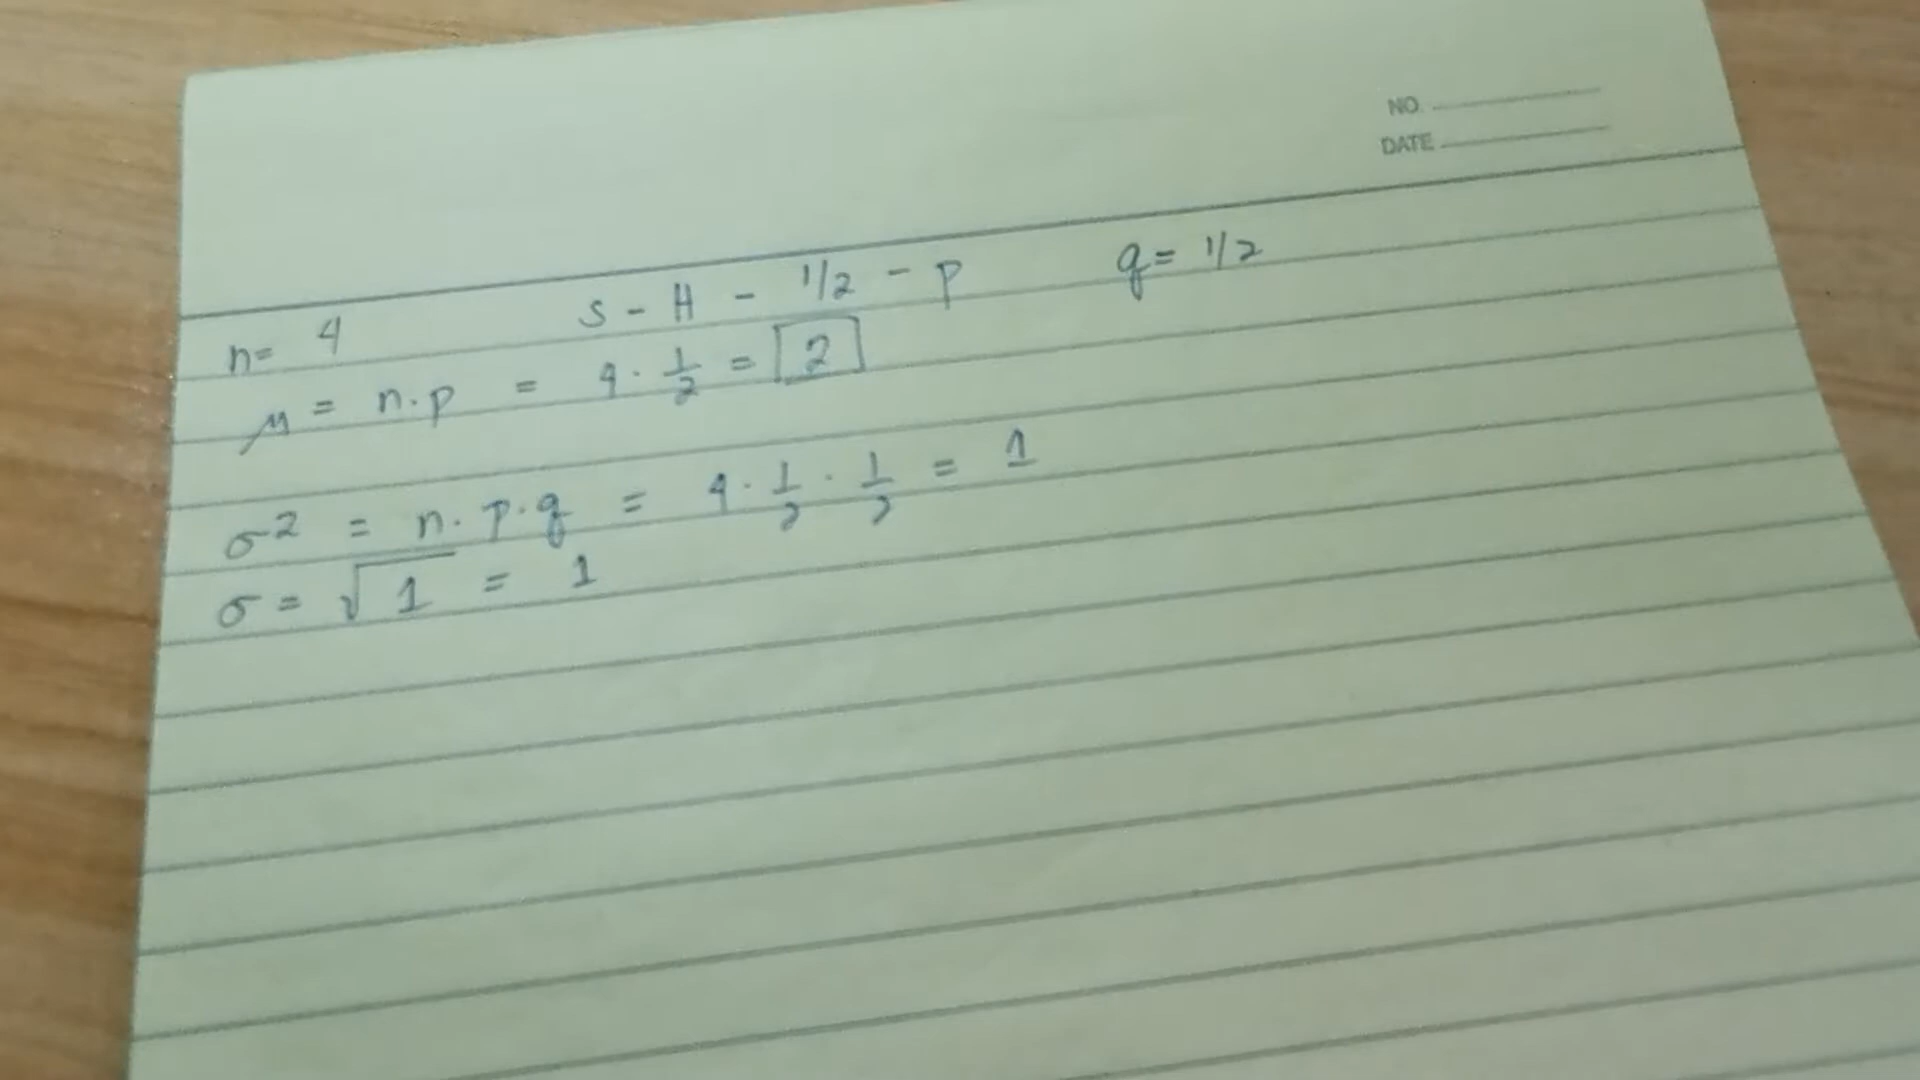 NO.
DATE
n= 4 S - H - 1/2 - p q = 1/2
μ = n.p = 4 · 1/2 = 2
σ² = n. p.q = 4 · 1/2 · 1/2 = 1
σ = √1 = 1